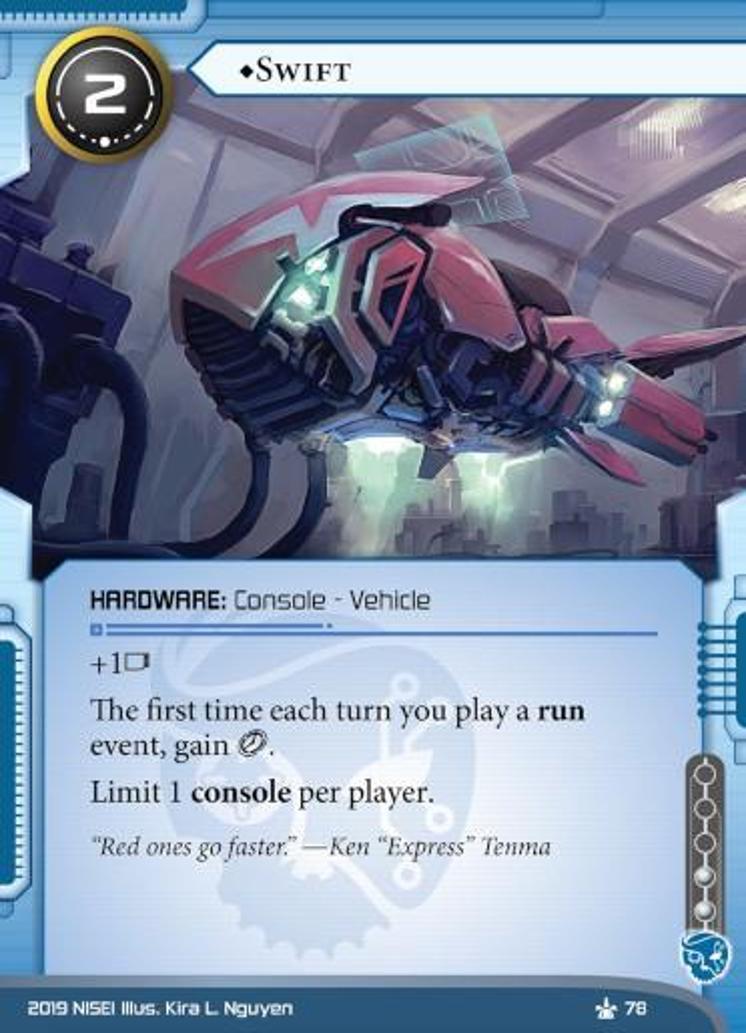 2
◆SWIFT
HARDWARE: Console - Vehicle
+1
The first time each turn you play a run
event, gain .
Limit 1 console per player.
“Red ones go faster.” —Ken “Express” Tenma
2019 NISEI Illus. Kira L. Nguyen
78